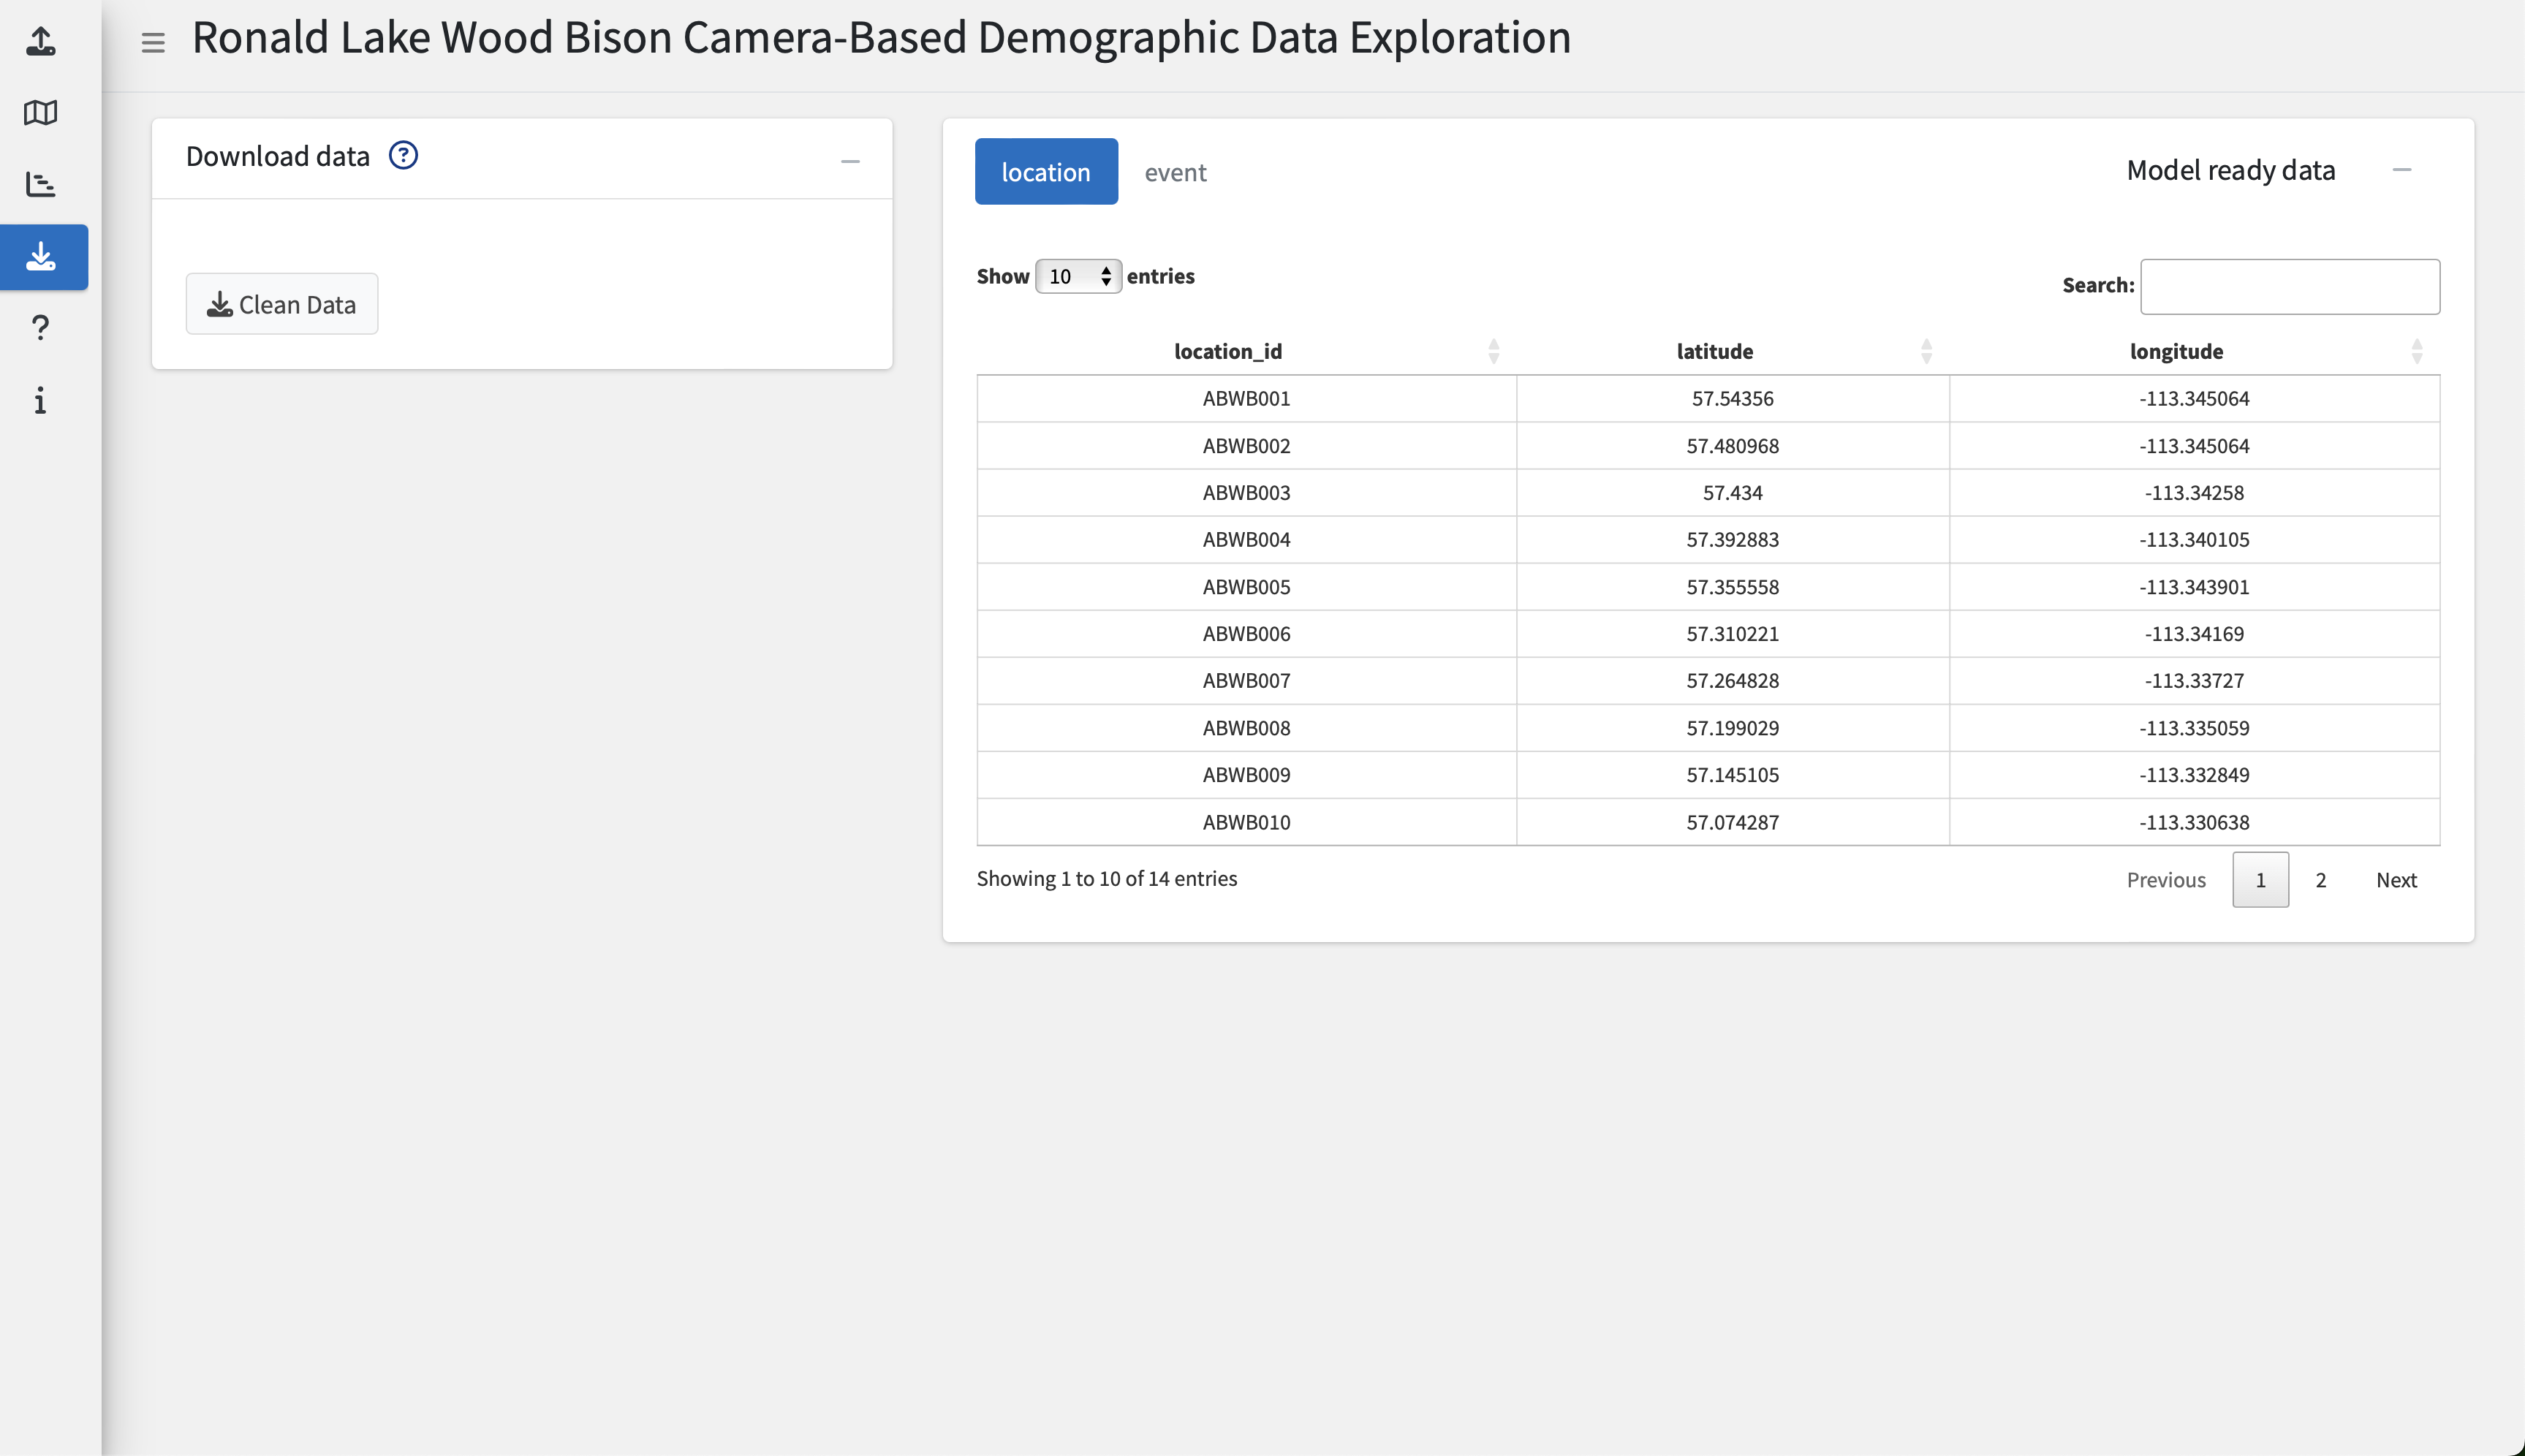 Ronald Lake Wood Bison Camera-Based Demographic Data Exploration
Download data ?
Clean Data
?
i
location event Model ready data
Show 10 entries
Search:
location_id latitude longitude
ABWB001 57.54356 -113.345064
ABWB002 57.480968 -113.345064
ABWB003 57.434 -113.34258
ABWB004 57.392883 -113.340105
ABWB005 57.355558 -113.343901
ABWB006 57.310221 -113.34169
ABWB007 57.264828 -113.33727
ABWB008 57.199029 -113.335059
ABWB009 57.145105 -113.332849
ABWB010 57.074287 -113.330638
Showing 1 to 10 of 14 entries
Previous 1 2 Next